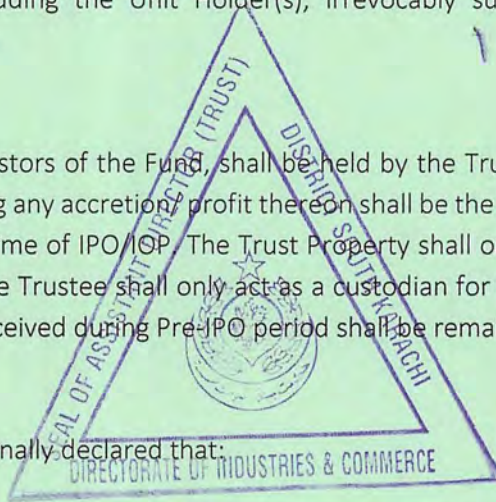 uding the Unit Holder(s), irrevocably su
stors of the Fund, shall be held by the Tru
g any accretion/ profit thereon shall be the
me of IPO/IOP. The Trust Property shall o
e Trustee shall only act as a custodian for
ceived during Pre-IPO period shall be rema
nally declared that:
SEAL OF ASSISTANT DIRECTOR (TRUST)
DISTRICT SOUTH KARACHI
DIRECTORATE OF INDUSTRIES & COMMERCE